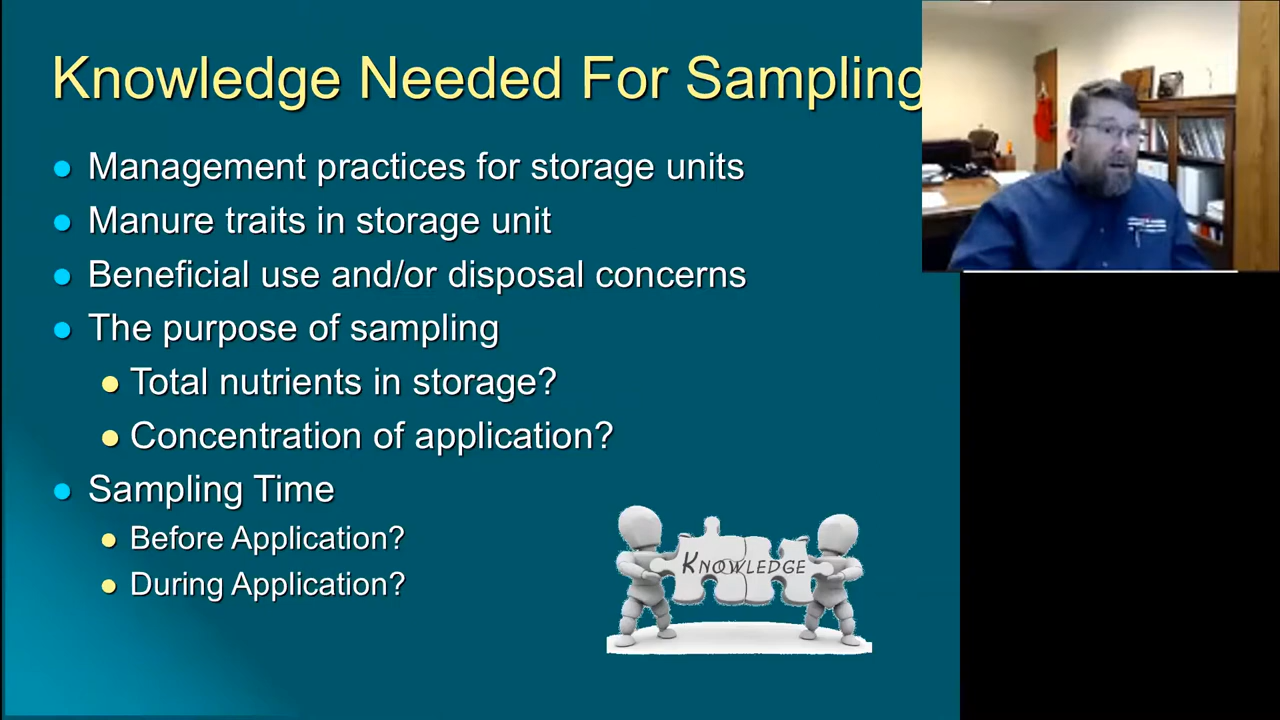 Knowledge Needed For Sampling
Management practices for storage units
Manure traits in storage unit
Beneficial use and/or disposal concerns
The purpose of sampling
Total nutrients in storage?
Concentration of application?
Sampling Time
Before Application?
During Application?
KNOWLEDGE